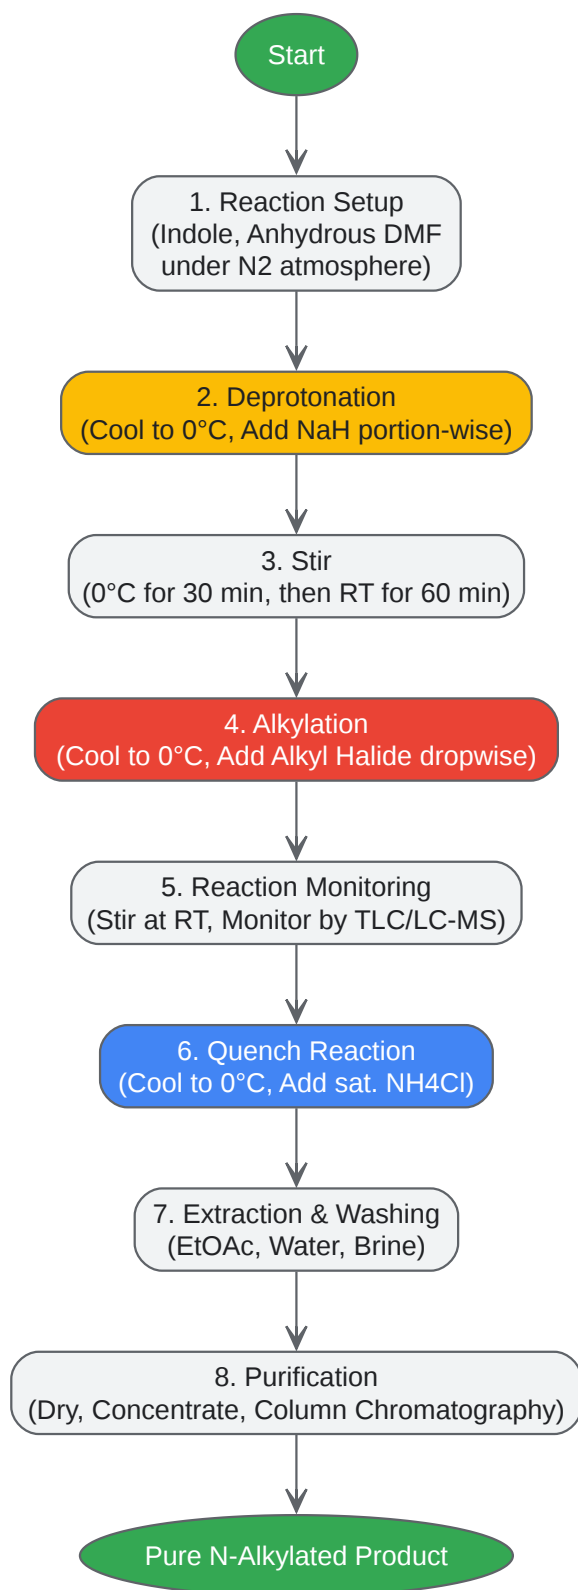 Start
1. Reaction Setup
(Indole, Anhydrous DMF
under N2 atmosphere)
2. Deprotonation
(Cool to 0°C, Add NaH portion-wise)
3. Stir
(0°C for 30 min, then RT for 60 min)
4. Alkylation
(Cool to 0°C, Add Alkyl Halide dropwise)
5. Reaction Monitoring
(Stir at RT, Monitor by TLC/LC-MS)
6. Quench Reaction
(Cool to 0°C, Add sat. NH4Cl)
7. Extraction & Washing
(EtOAc, Water, Brine)
8. Purification
(Dry, Concentrate, Column Chromatography)
Pure N-Alkylated Product